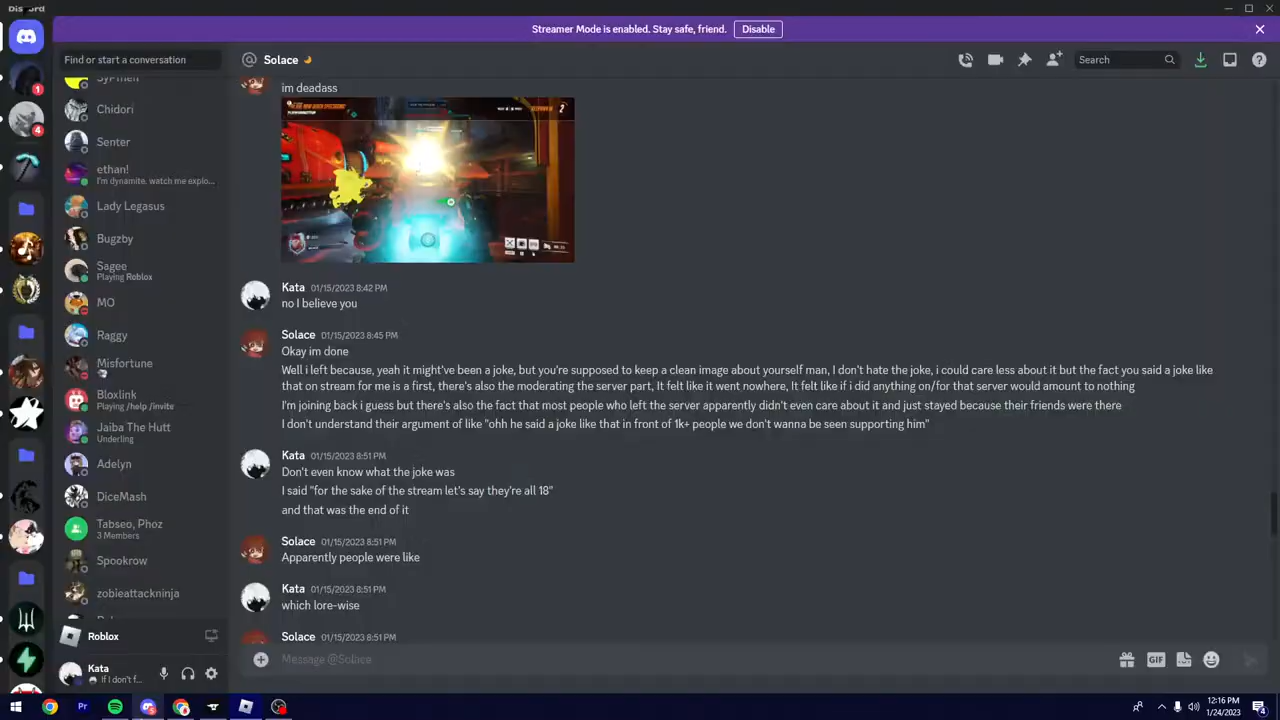 Discord
Streamer Mode is enabled. Stay safe, friend.
Disable
Find or start a conversation
Solace
Search
Chidori
Senter
ethan!
I'm dynamite. watch me explo...
Lady Legasus
Bugzby
Sagee
Playing Roblox
MO
Raggy
Misfortune
Bloxlink
Playing /help /invite
Jaiba The Hutt
Underling
Adelyn
DiceMash
Tabseo, Phoz
3 Members
Spookrow
zobieattackninja
Roblox
Kata
If I don't f...
1
4
im deadass
Kata 01/15/2023 8:42 PM
no I believe you
Solace 01/15/2023 8:45 PM
Okay im done
Well i left because, yeah it might've been a joke, but you're supposed to keep a clean image about yourself man, I don't hate the joke, i could care less about it but the fact you said a joke like
that on stream for me is a first, there's also the moderating the server part, It felt like it went nowhere, It felt like if i did anything on/for that server would amount to nothing
I'm joining back i guess but there's also the fact that most people who left the server apparently didn't even care about it and just stayed because their friends were there
I don't understand their argument of like "ohh he said a joke like that in front of 1k+ people we don't wanna be seen supporting him"
Kata 01/15/2023 8:51 PM
Don't even know what the joke was
I said "for the sake of the stream let's say they're all 18"
and that was the end of it
Solace 01/15/2023 8:51 PM
Apparently people were like
Kata 01/15/2023 8:51 PM
which lore-wise
Solace 01/15/2023 8:51 PM
Message @Solace
GIF
Pr
12:16 PM
1/24/2023